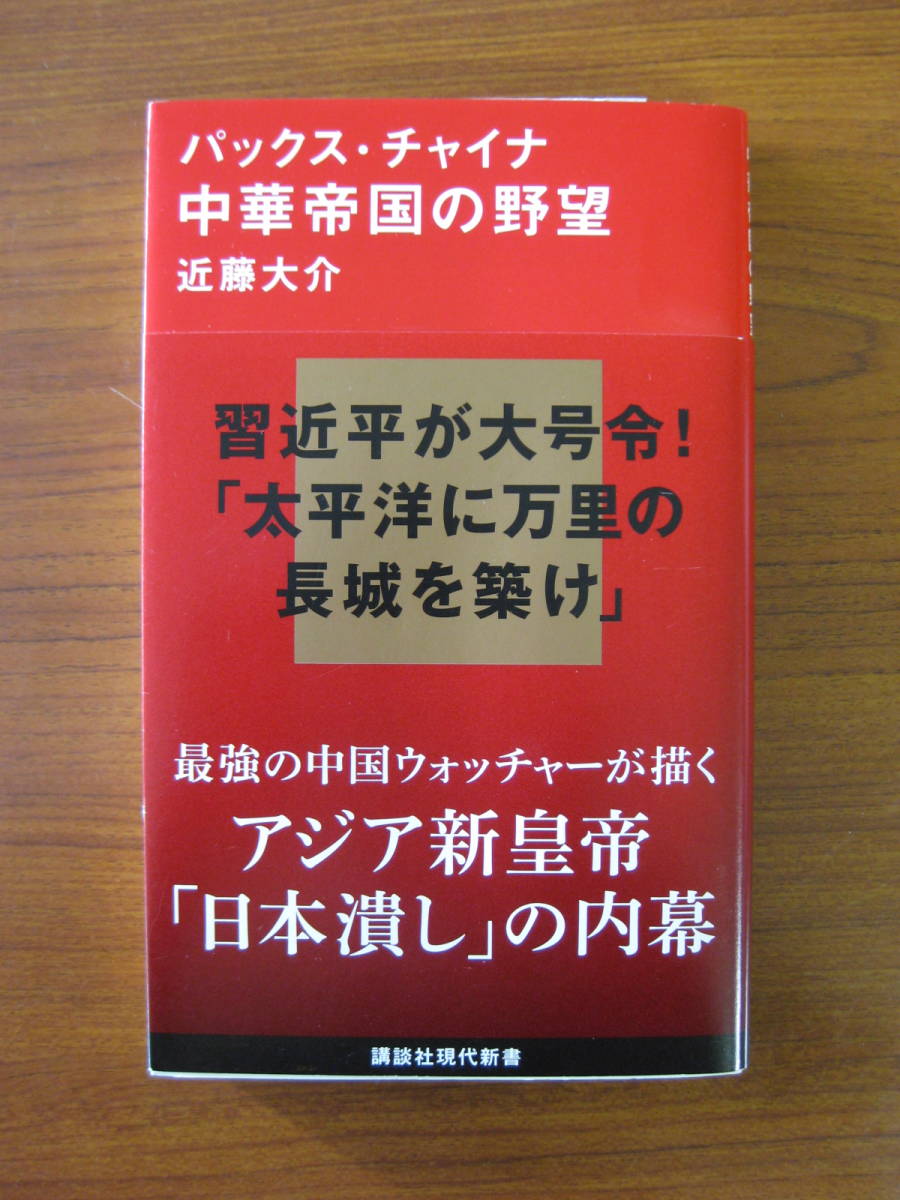 パックス・チャイナ
中華帝国の野望
近藤大介
習近平が大号令！
「太平洋に万里の
長城を築け」
最強の中国ウォッチャーが描く
アジア新皇帝
「日本潰し」の内幕
講談社現代新書